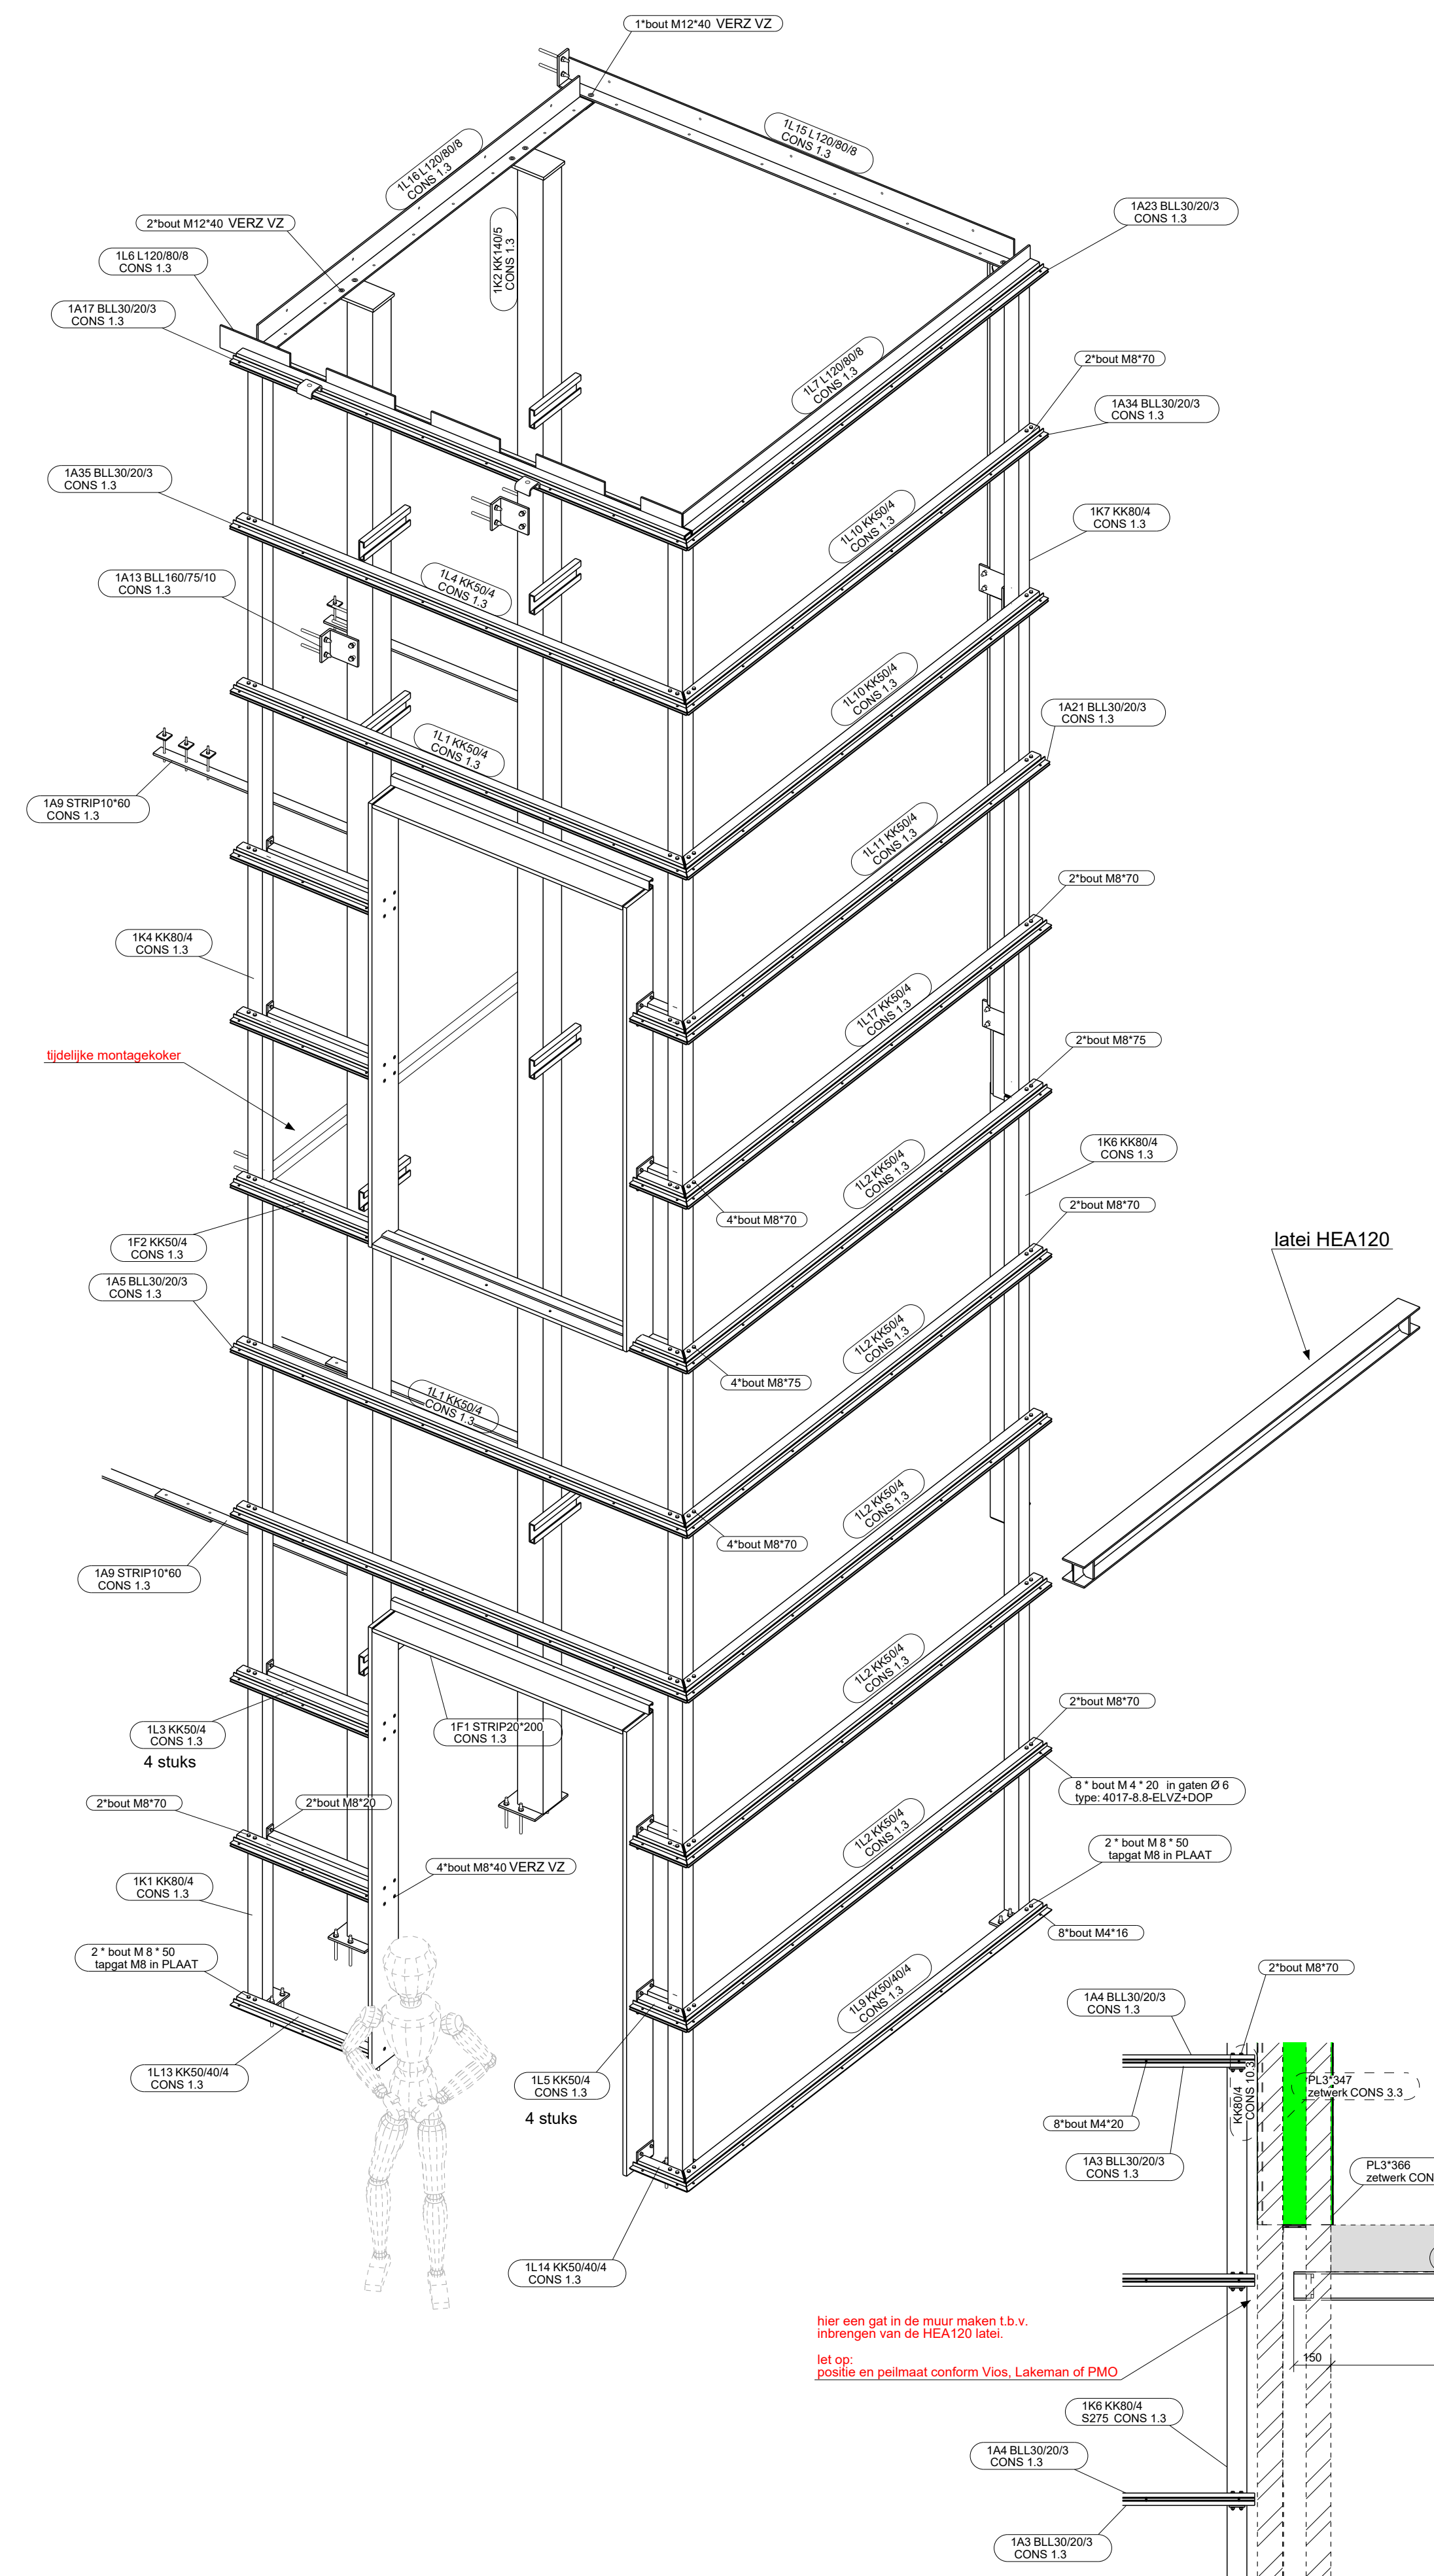 1*bout M12*40 VERZ VZ
1L15 L120/80/8
CONS 1.3
1L16 L120/80/8
CONS 1.3
1A23 BLL30/20/3
CONS 1.3
2*bout M12*40 VERZ VZ
1K2 KK140/5
CONS 1.3
1L6 L120/80/8
CONS 1.3
1A17 BLL30/20/3
CONS 1.3
1L7 L120/80/8
CONS 1.3
2*bout M8*70
1A34 BLL30/20/3
CONS 1.3
1A35 BLL30/20/3
CONS 1.3
1L10 KK50/4
CONS 1.3
1K7 KK80/4
CONS 1.3
1A13 BLL160/75/10
CONS 1.3
1L4 KK50/4
CONS 1.3
1L10 KK50/4
CONS 1.3
1A21 BLL30/20/3
CONS 1.3
1L1 KK50/4
CONS 1.3
1A9 STRIP10*60
CONS 1.3
1L11 KK50/4
CONS 1.3
2*bout M8*70
1K4 KK80/4
CONS 1.3
1L17 KK50/4
CONS 1.3
tijdelijke montagekoker
2*bout M8*75
1K6 KK80/4
CONS 1.3
1L2 KK50/4
CONS 1.3
2*bout M8*70
4*bout M8*70
1F2 KK50/4
CONS 1.3
latei HEA120
1A5 BLL30/20/3
CONS 1.3
1L2 KK50/4
CONS 1.3
4*bout M8*75
1L1 KK50/4
CONS 1.3
1L2 KK50/4
CONS 1.3
4*bout M8*70
1A9 STRIP10*60
CONS 1.3
1L2 KK50/4
CONS 1.3
2*bout M8*70
1L3 KK50/4
CONS 1.3
4 stuks
1F1 STRIP20*200
CONS 1.3
8 * bout M 4 * 20 in gaten Ø 6
type: 4017-8.8-ELVZ+DOP
2*bout M8*70
2*bout M8*20
1L2 KK50/4
CONS 1.3
2 * bout M 8 * 50
tapgat M8 in PLAAT
4*bout M8*40 VERZ VZ
1K1 KK80/4
CONS 1.3
8*bout M4*16
2 * bout M 8 * 50
tapgat M8 in PLAAT
1L9 KK50/40/4
CONS 1.3
2*bout M8*70
1A4 BLL30/20/3
CONS 1.3
1L13 KK50/40/4
CONS 1.3
1L5 KK50/4
CONS 1.3
4 stuks
KK80/4
CONS 10.3
PL3*347
zetwerk CONS 3.3
8*bout M4*20
1A3 BLL30/20/3
CONS 1.3
PL3*366
zetwerk CON
1L14 KK50/40/4
CONS 1.3
hier een gat in de muur maken t.b.v.
inbrengen van de HEA120 latei.
let op:
positie en peilmaat conform Vios, Lakeman of PMO
150
1K6 KK80/4
S275 CONS 1.3
1A4 BLL30/20/3
CONS 1.3
1A3 BLL30/20/3
CONS 1.3